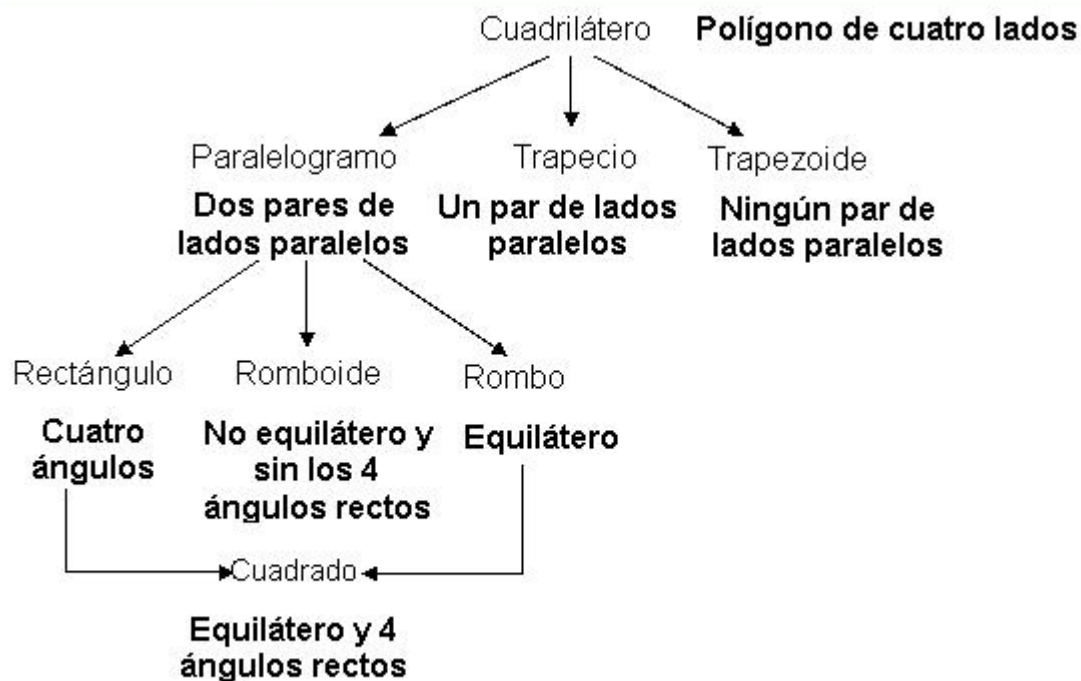 Cuadrilátero Polígono de cuatro lados
Paralelogramo Trapecio Trapezoide
Dos pares de
lados paralelos
Un par de lados
paralelos
Ningún par de
lados paralelos
Rectángulo Romboide Rombo
Cuatro
ángulos
No equilátero y
sin los 4
ángulos rectos
Equilátero
Cuadrado
Equilátero y 4
ángulos rectos